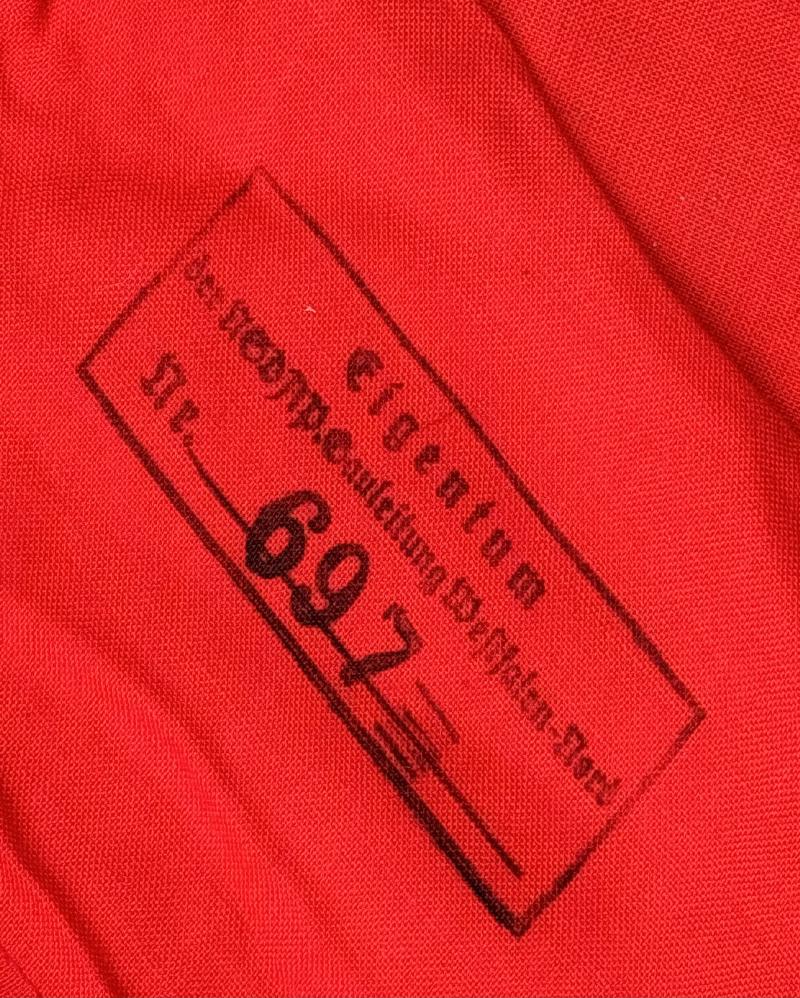 Eigentum
der NSDAP. Gauleitung Westfalen-Nord
Nr. 697